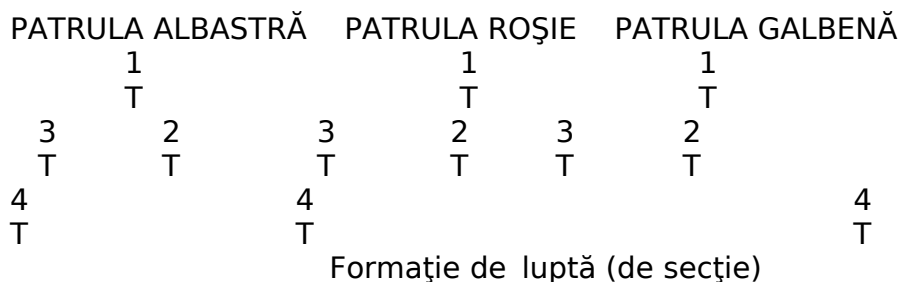 PATRULA ALBASTRĂ PATRULA ROŞIE PATRULA GALBENĂ
1 1 1
T T T
3 2 3 2 3 2
T T T T T T
4 4 4
T T T
Formaţie de luptă (de secţie)